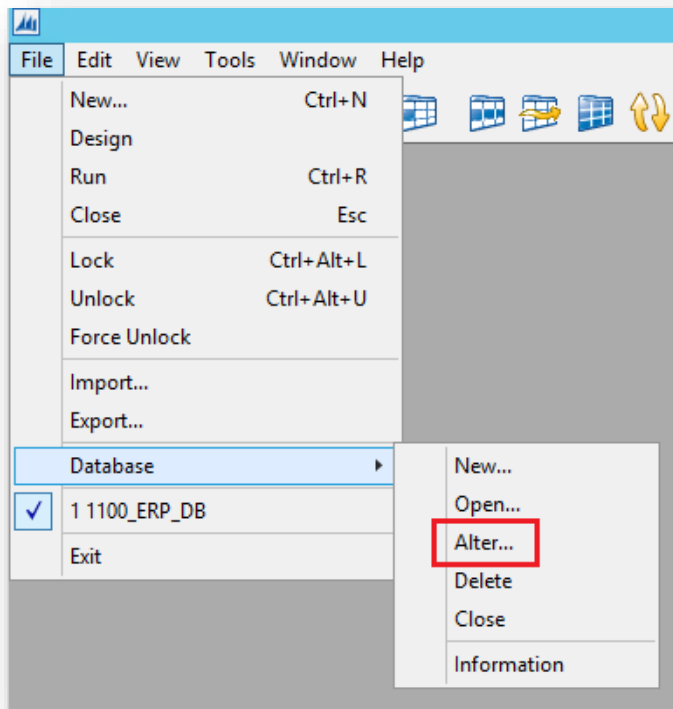 File Edit View Tools Window Help
New... Ctrl+N
Design
Run Ctrl+R
Close Esc
Lock Ctrl+Alt+L
Unlock Ctrl+Alt+U
Force Unlock
Import...
Export...
Database
1 1100_ERP_DB
Exit
New...
Open...
Alter...
Delete
Close
Information